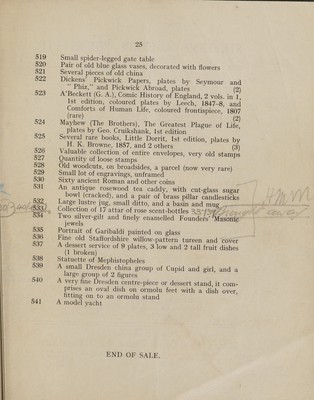 25
519 Small spider-legged gate table
520 Pair of old blue glass vases, decorated with flowers
521 Several pieces of old china
522 Dickens' Pickwick Papers, plates by Seymour and
"Phiz," and Pickwick Abroad, plates (2)
523 A'Beckett (G. A.), Comic History of England, 2 vols. in 1,
1st edition, coloured plates by Leech, 1847-8, and
Comforts of Human Life, coloured frontispiece, 1807
(rare) (2)
524 Mayhew (The Brothers), The Greatest Plague of Life,
plates by Geo. Cruikshank, 1st edition
525 Several rare books, Little Dorrit, 1st edition, plates by
H. K. Browne, 1857, and 2 others (3)
526 Valuable collection of entire envelopes, very old stamps
527 Quantity of loose stamps
528 Old woodcuts, on broadsides, a parcel (now very rare)
529 Small lot of engravings, unframed
530 Sixty ancient Roman and other coins
531 An antique rosewood tea caddy, with cut-glass sugar
bowl (cracked), and a pair of brass pillar candlesticks
532 Large lustre jug, small ditto, and a basin and mug
533 Collection of 17 attar of rose scent-bottles
534 Two silver-gilt and finely enamelled Founders' Masonic
jewels
535 Portrait of Garibaldi painted on glass
536 Fine old Staffordshire willow-pattern tureen and cover
537 A dessert service of 9 plates, 3 low and 2 tall fruit dishes
(1 broken)
538 Statuette of Mephistopheles
539 A small Dresden china group of Cupid and girl, and a
large group of 2 figures
540 A very fine Dresden centre-piece or dessert stand, it com-
prises an oval dish on ormolu feet with a dish over,
fitting on to an ormolu stand
541 A model yacht
END OF SALE.